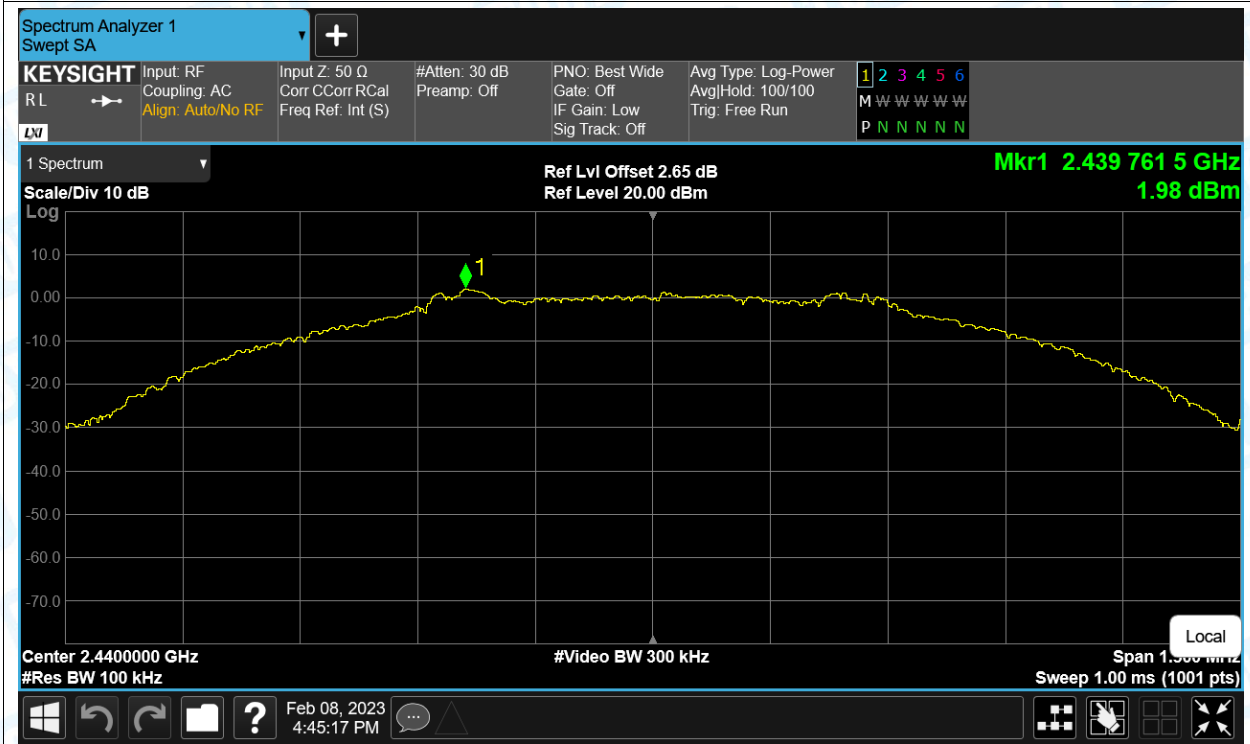 Spectrum Analyzer 1
Swept SA
KEYSIGHT
R L
LXI
Input: RF
Coupling: AC
Align: Auto/No RF
Input Z: 50 Ω
Corr CCorr RCal
Freq Ref: Int (S)
#Atten: 30 dB
Preamp: Off
PNO: Best Wide
Gate: Off
IF Gain: Low
Sig Track: Off
Avg Type: Log-Power
Avg|Hold: 100/100
Trig: Free Run
1 2 3 4 5 6
M W W W W W W
P N N N N N N
1 Spectrum
Scale/Div 10 dB
Log
Ref Lvl Offset 2.65 dB
Ref Level 20.00 dBm
Mkr1 2.439 761 5 GHz
1.98 dBm
1
10.0
0.00
-10.0
-20.0
-30.0
-40.0
-50.0
-60.0
-70.0
Local
Center 2.4400000 GHz
#Video BW 300 kHz
Span
#Res BW 100 kHz
Sweep 1.00 ms (1001 pts)
?
Feb 08, 2023
4:45:17 PM